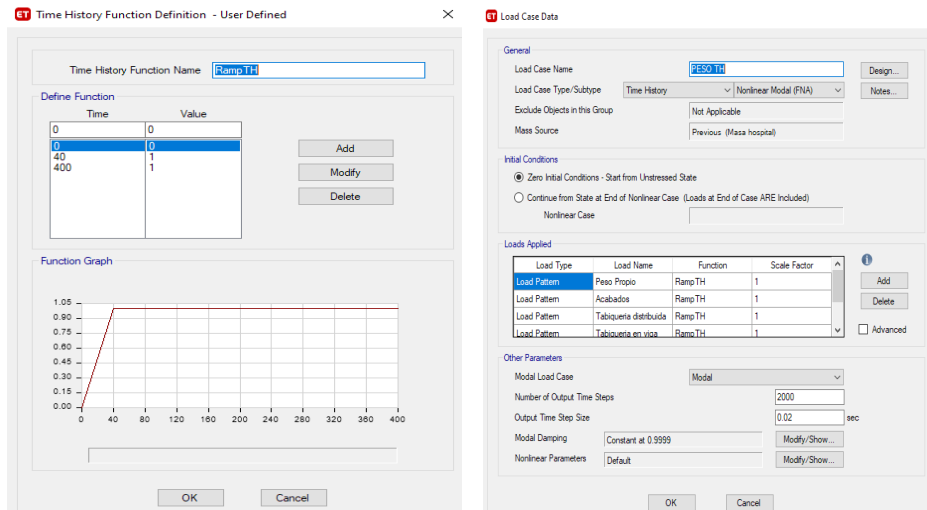 ET Time History Function Definition - User Defined
Time History Function Name RampTH
Define Function
Time Value
0 0
0 0
40 1
400 1
Add
Modify
Delete
Function Graph
1.05
0.90
0.75
0.60
0.45
0.30
0.15
0.00
0 40 80 120 160 200 240 280 320 360 400
OK Cancel
ET Load Case Data
General
Load Case Name PESO TH Design...
Load Case Type/Subtype Time History Nonlinear Modal (FNA) Notes...
Exclude Objects in this Group Not Applicable
Mass Source Previous (Masa hospital)
Initial Conditions
Zero Initial Conditions - Start from Unstressed State
Continue from State at End of Nonlinear Case (Loads at End of Case ARE Included)
Nonlinear Case
Loads Applied
Load Type Load Name Function Scale Factor
Load Pattern Peso Propio RampTH 1
Load Pattern Acabados RampTH 1
Load Pattern Tabiqueria distribuida RampTH 1
Load Pattern Tabiqueria en viga RampTH 1
i
Add
Delete
Advanced
Other Parameters
Modal Load Case Modal
Number of Output Time Steps 2000
Output Time Step Size 0.02 sec
Modal Damping Constant at 0.9999 Modify/Show...
Nonlinear Parameters Default Modify/Show...
OK Cancel